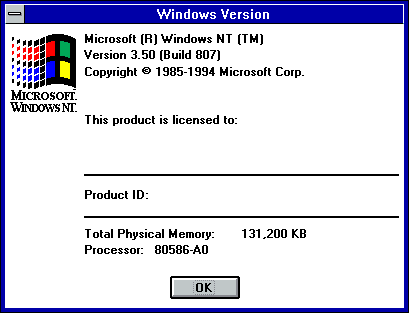 Windows Version
Microsoft (R) Windows NT (TM)
Version 3.50 (Build 807)
Copyright © 1985-1994 Microsoft Corp.
MICROSOFT.
WINDOWS NT.
This product is licensed to:
Product ID:
Total Physical Memory: 131,200 KB
Processor: 80586-A0
OK